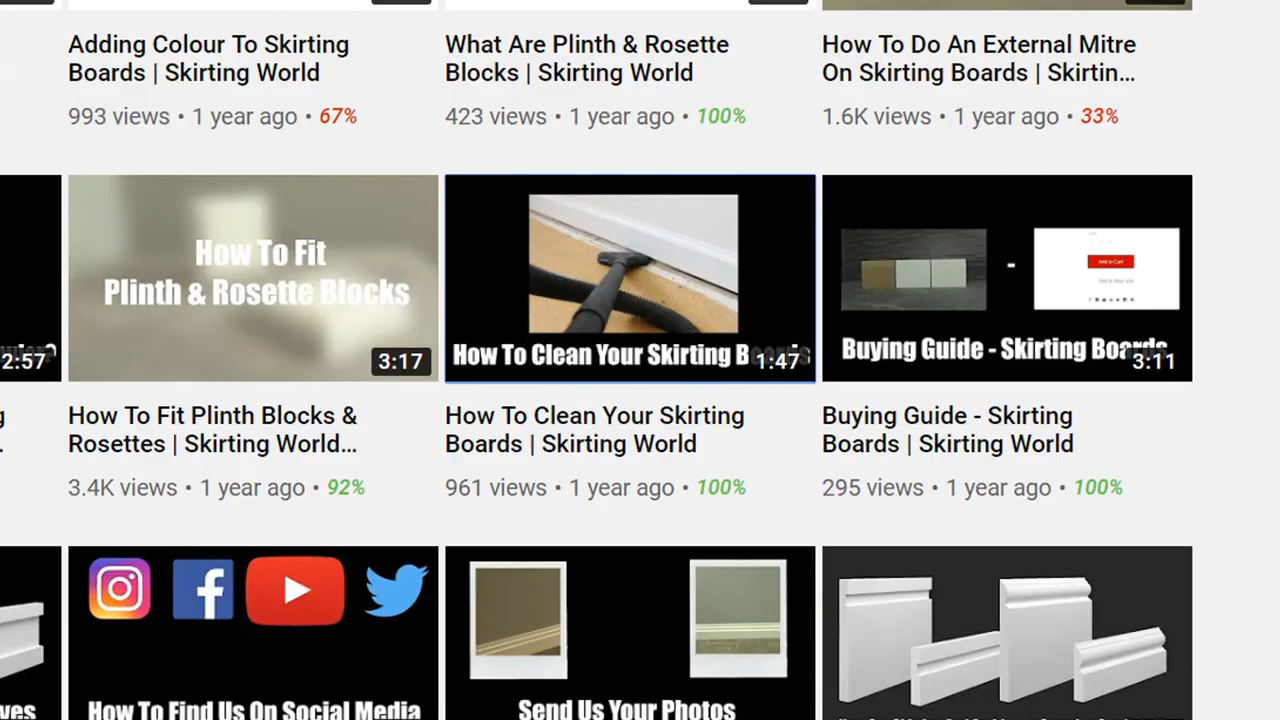 Adding Colour To Skirting
Boards | Skirting World
993 views • 1 year ago • 67%
What Are Plinth & Rosette
Blocks | Skirting World
423 views • 1 year ago • 100%
How To Do An External Mitre
On Skirting Boards | Skirtin…
1.6K views • 1 year ago • 33%
2:57
How To Fit
Plinth & Rosette Blocks
3:17
How To Clean Your Skirting Boards
1:47
Add to Cart
Buying Guide - Skirting Boards
3:11
How To Fit Plinth Blocks &
Rosettes | Skirting World…
3.4K views • 1 year ago • 92%
How To Clean Your Skirting
Boards | Skirting World
961 views • 1 year ago • 100%
Buying Guide - Skirting
Boards | Skirting World
295 views • 1 year ago • 100%
How To Find Us On Social Media
Send Us Your Photos